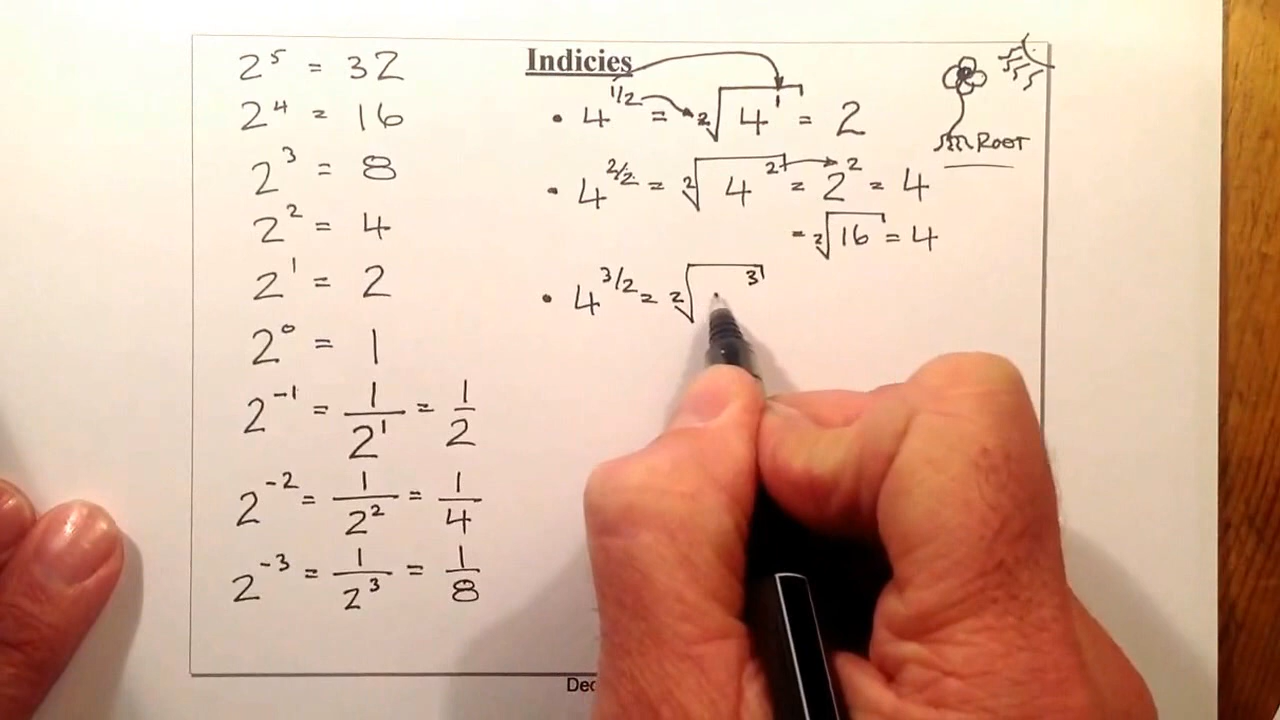 2⁵ = 32
2⁴ = 16
2³ = 8
2² = 4
2¹ = 2
2⁰ = 1
2⁻¹ = 1/2¹ = 1/2
2⁻² = 1/2² = 1/4
2⁻³ = 1/2³ = 1/8
Indicies
• 4^(1/2) = ²√(4¹) = 2
ROOT
• 4^(2/2) = ²√(4²) = 2² = 4
= ²√16 = 4
• 4^(3/2) = ²√( ³)